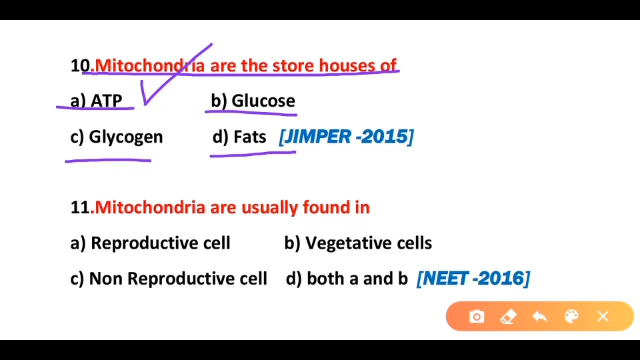 10.Mitochondria are the store houses of
a) ATP b) Glucose
c) Glycogen d) Fats [JIMPER -2015]
11.Mitochondria are usually found in
a) Reproductive cell b) Vegetative cells
c) Non Reproductive cell d) both a and b [NEET -2016]